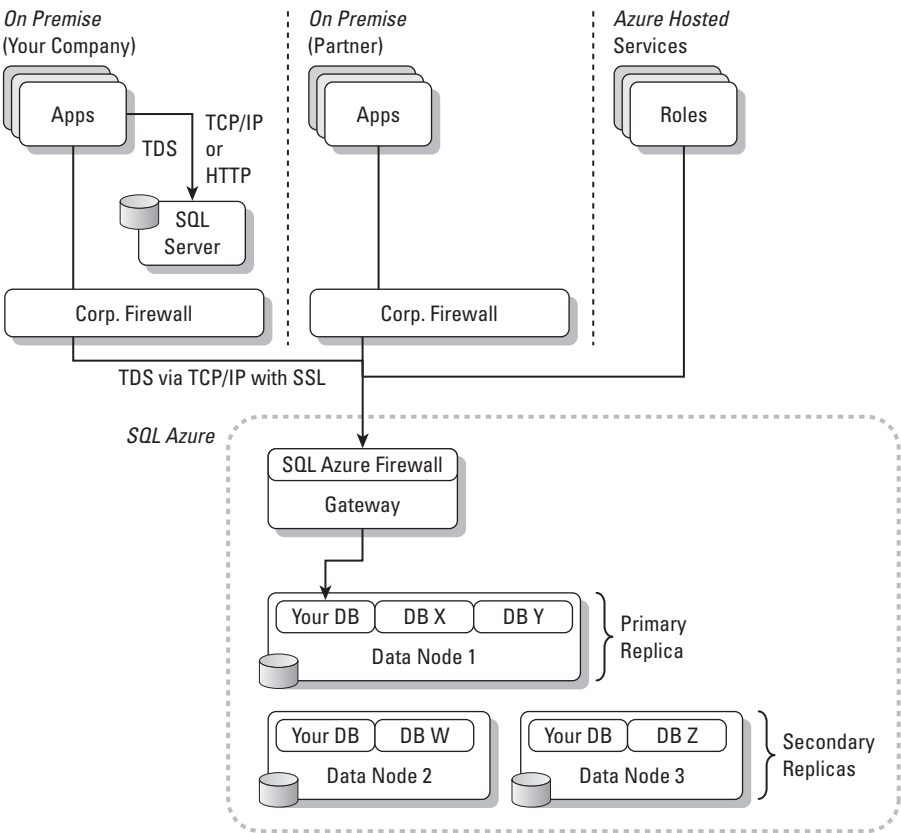 On Premise
(Your Company)
On Premise
(Partner)
Azure Hosted
Services
Apps
TDS
TCP/IP
or
HTTP
SQL
Server
Apps
Roles
Corp. Firewall
Corp. Firewall
TDS via TCP/IP with SSL
SQL Azure
SQL Azure Firewall
Gateway
Your DB
DB X
DB Y
Data Node 1
Primary
Replica
Your DB
DB W
Data Node 2
Your DB
DB Z
Data Node 3
Secondary
Replicas